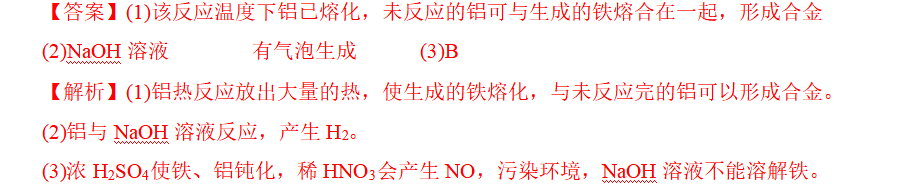 【答案】(1)该反应温度下铝已熔化，未反应的铝可与生成的铁熔合在一起，形成合金
(2)NaOH 溶液 有气泡生成 (3)B
【解析】(1)铝热反应放出大量的热，使生成的铁熔化，与未反应完的铝可以形成合金。
(2)铝与 NaOH 溶液反应，产生 H₂。
(3)浓 H₂SO₄使铁、铝钝化，稀 HNO₃会产生 NO，污染环境，NaOH 溶液不能溶解铁。